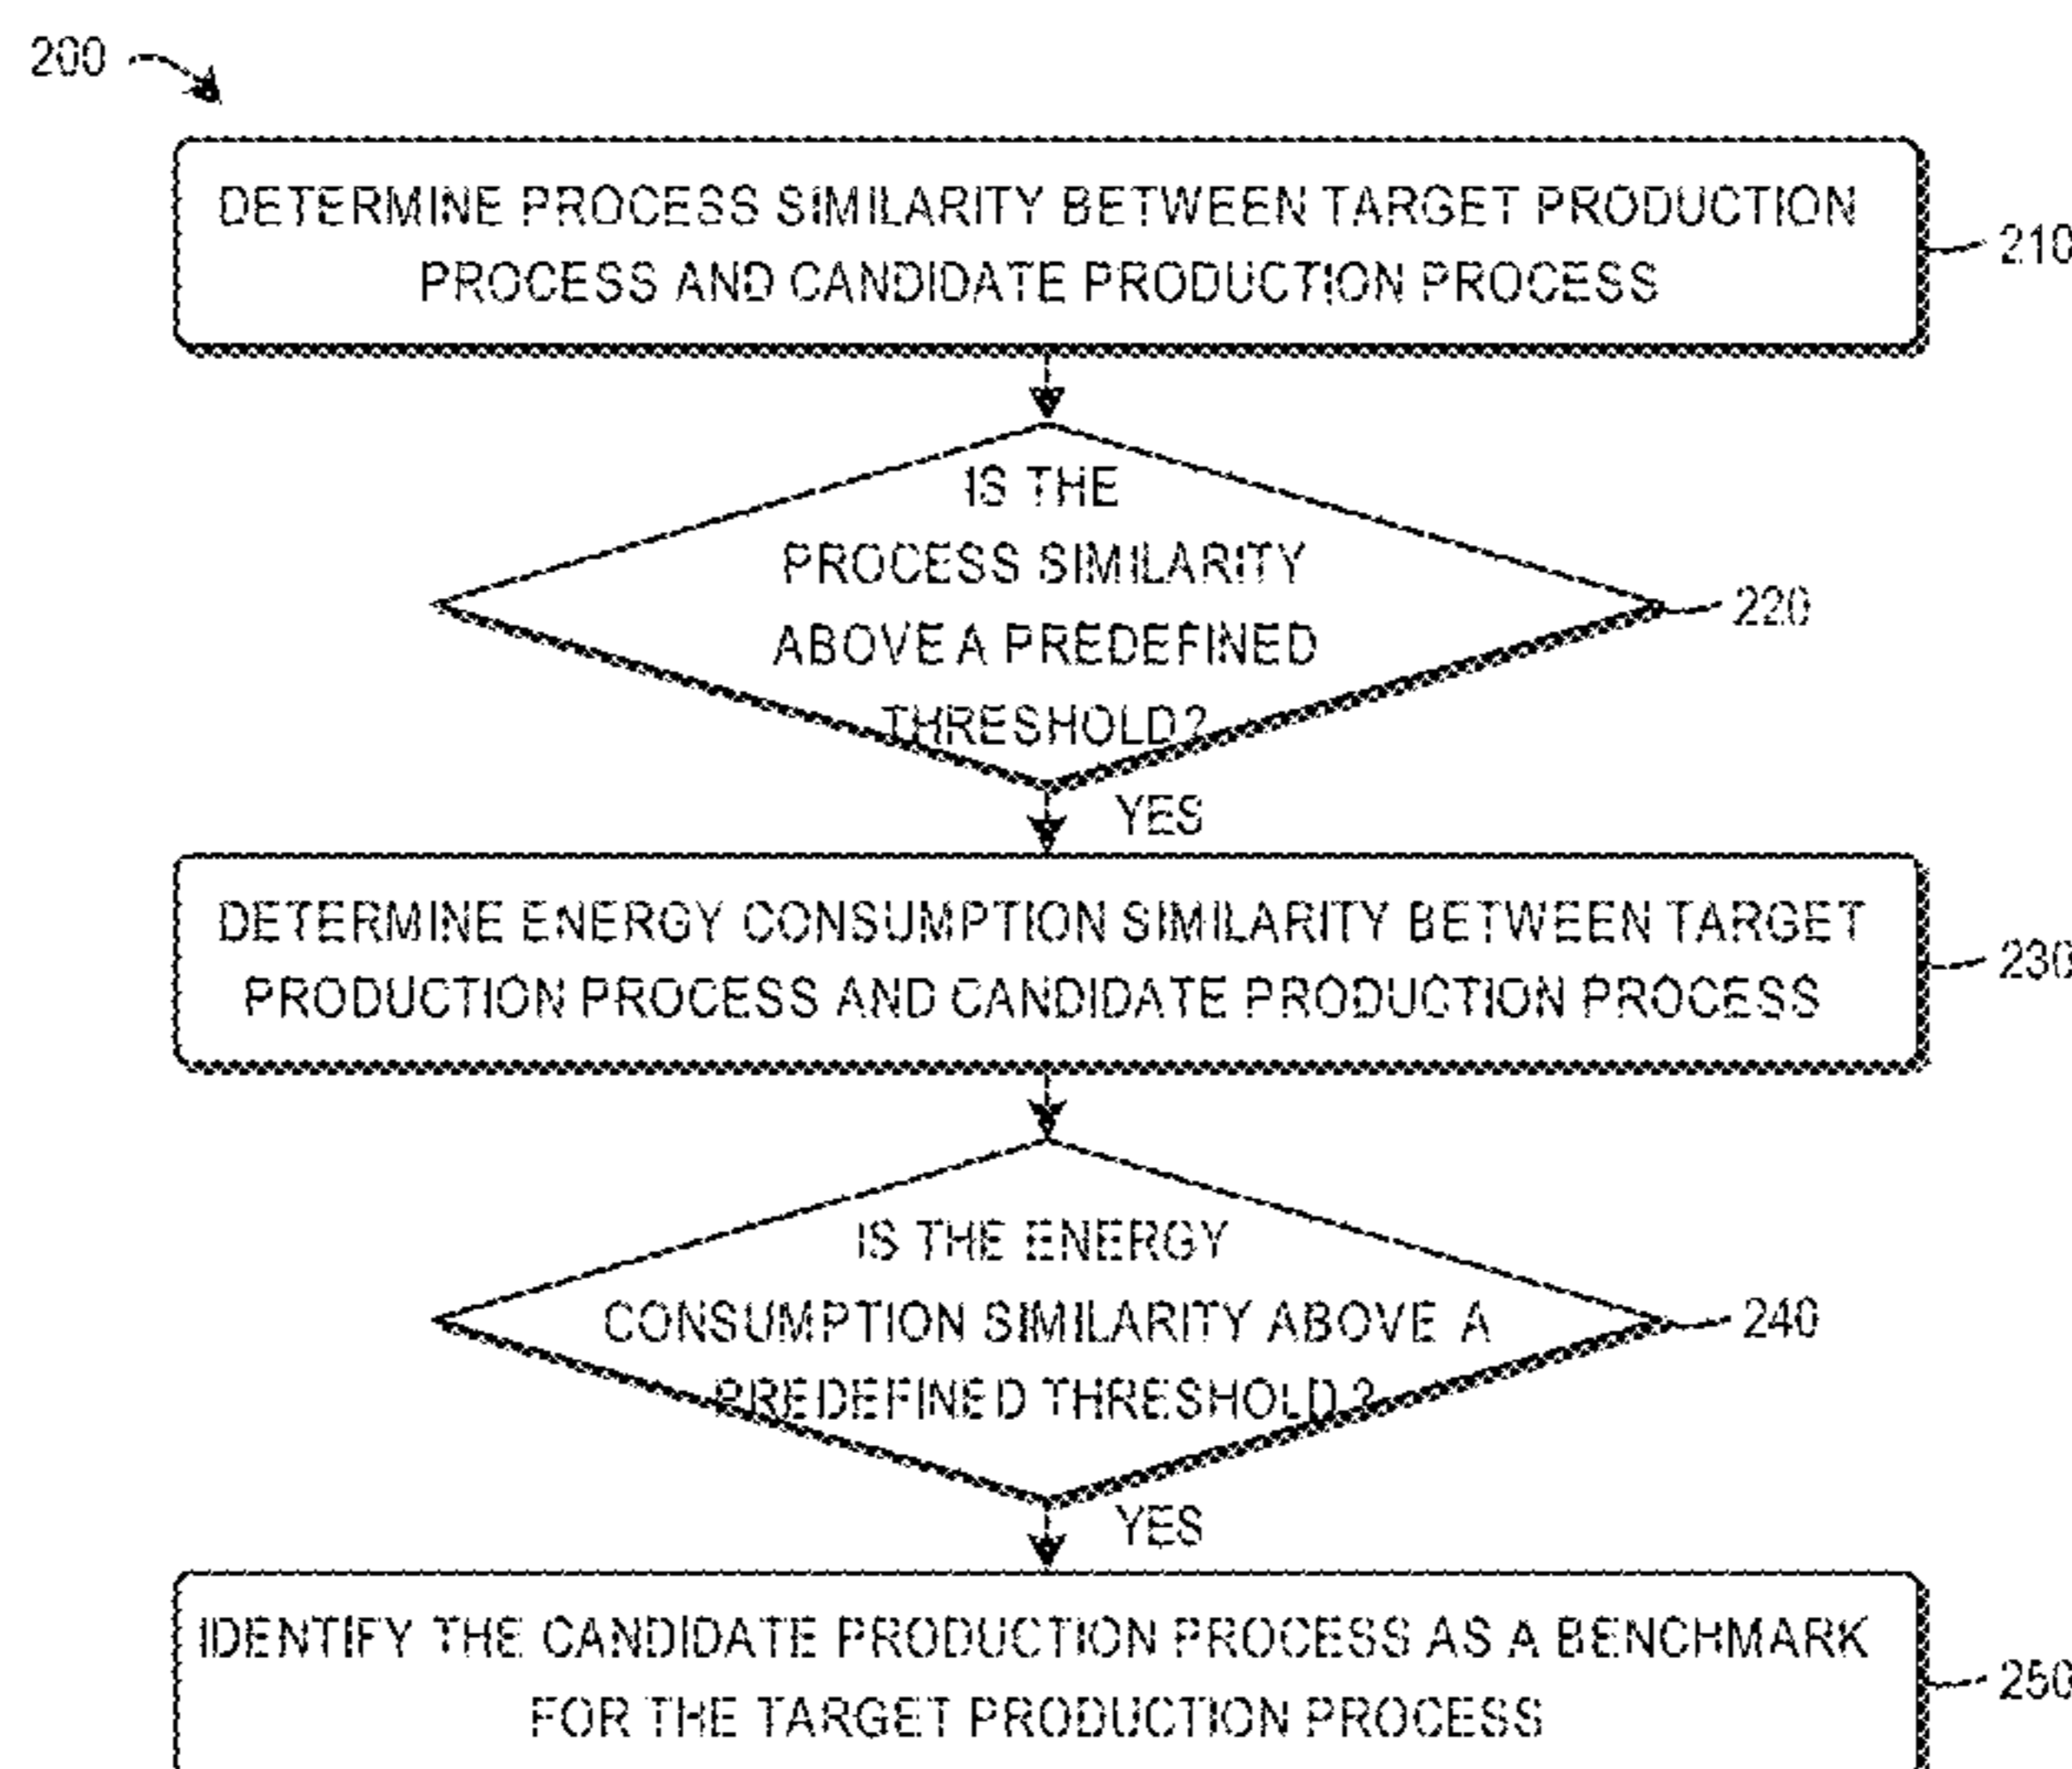 200
DETERMINE PROCESS SIMILARITY BETWEEN TARGET PRODUCTION
PROCESS AND CANDIDATE PRODUCTION PROCESS
210
IS THE
PROCESS SIMILARITY
ABOVE A PREDEFINED
THRESHOLD?
220
YES
DETERMINE ENERGY CONSUMPTION SIMILARITY BETWEEN TARGET
PRODUCTION PROCESS AND CANDIDATE PRODUCTION PROCESS
230
IS THE ENERGY
CONSUMPTION SIMILARITY ABOVE A
PREDEFINED THRESHOLD?
240
YES
IDENTIFY THE CANDIDATE PRODUCTION PROCESS AS A BENCHMARK
FOR THE TARGET PRODUCTION PROCESS
250